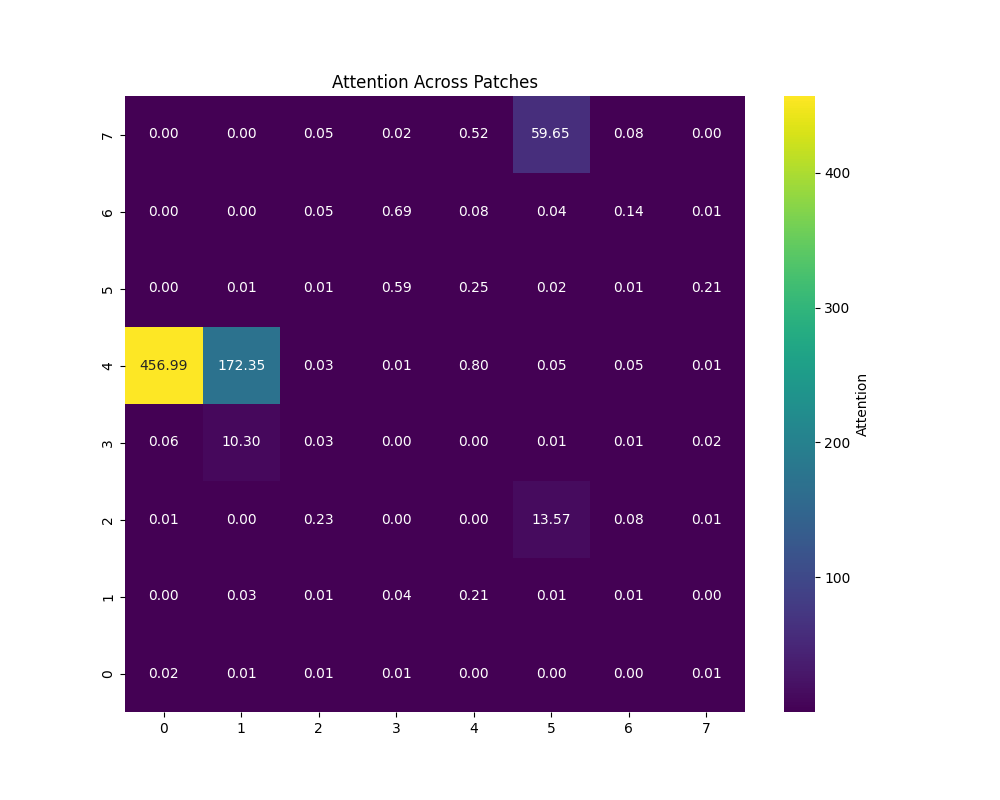 Attention Across Patches
7 0.00 0.00 0.05 0.02 0.52 59.65 0.08 0.00
6 0.00 0.00 0.05 0.69 0.08 0.04 0.14 0.01
5 0.00 0.01 0.01 0.59 0.25 0.02 0.01 0.21
4 456.99 172.35 0.03 0.01 0.80 0.05 0.05 0.01
3 0.06 10.30 0.03 0.00 0.00 0.01 0.01 0.02
2 0.01 0.00 0.23 0.00 0.00 13.57 0.08 0.01
1 0.00 0.03 0.01 0.04 0.21 0.01 0.01 0.00
0 0.02 0.01 0.01 0.01 0.00 0.00 0.00 0.01
0 1 2 3 4 5 6 7
400
300
200
100
Attention